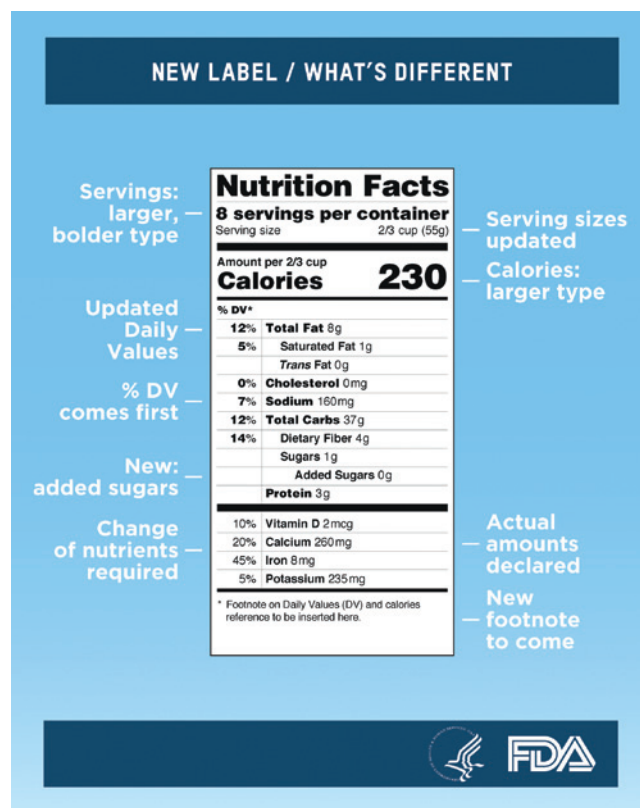 NEW LABEL / WHAT'S DIFFERENT
Servings:
larger,
bolder type
Updated
Daily
Values
% DV
comes first
New:
added sugars
Change
of nutrients
required
Nutrition Facts
8 servings per container
Serving size 2/3 cup (55g)
Amount per 2/3 cup
Calories 230
% DV*
12% Total Fat 8g
5% Saturated Fat 1g
Trans Fat 0g
0% Cholesterol 0mg
7% Sodium 160mg
12% Total Carbs 37g
14% Dietary Fiber 4g
Sugars 1g
Added Sugars 0g
Protein 3g
10% Vitamin D 2mcg
20% Calcium 260mg
45% Iron 8mg
5% Potassium 235mg
* Footnote on Daily Values (DV) and calories
reference to be inserted here.
Serving sizes
updated
Calories:
larger type
Actual
amounts
declared
New
footnote
to come
FDA